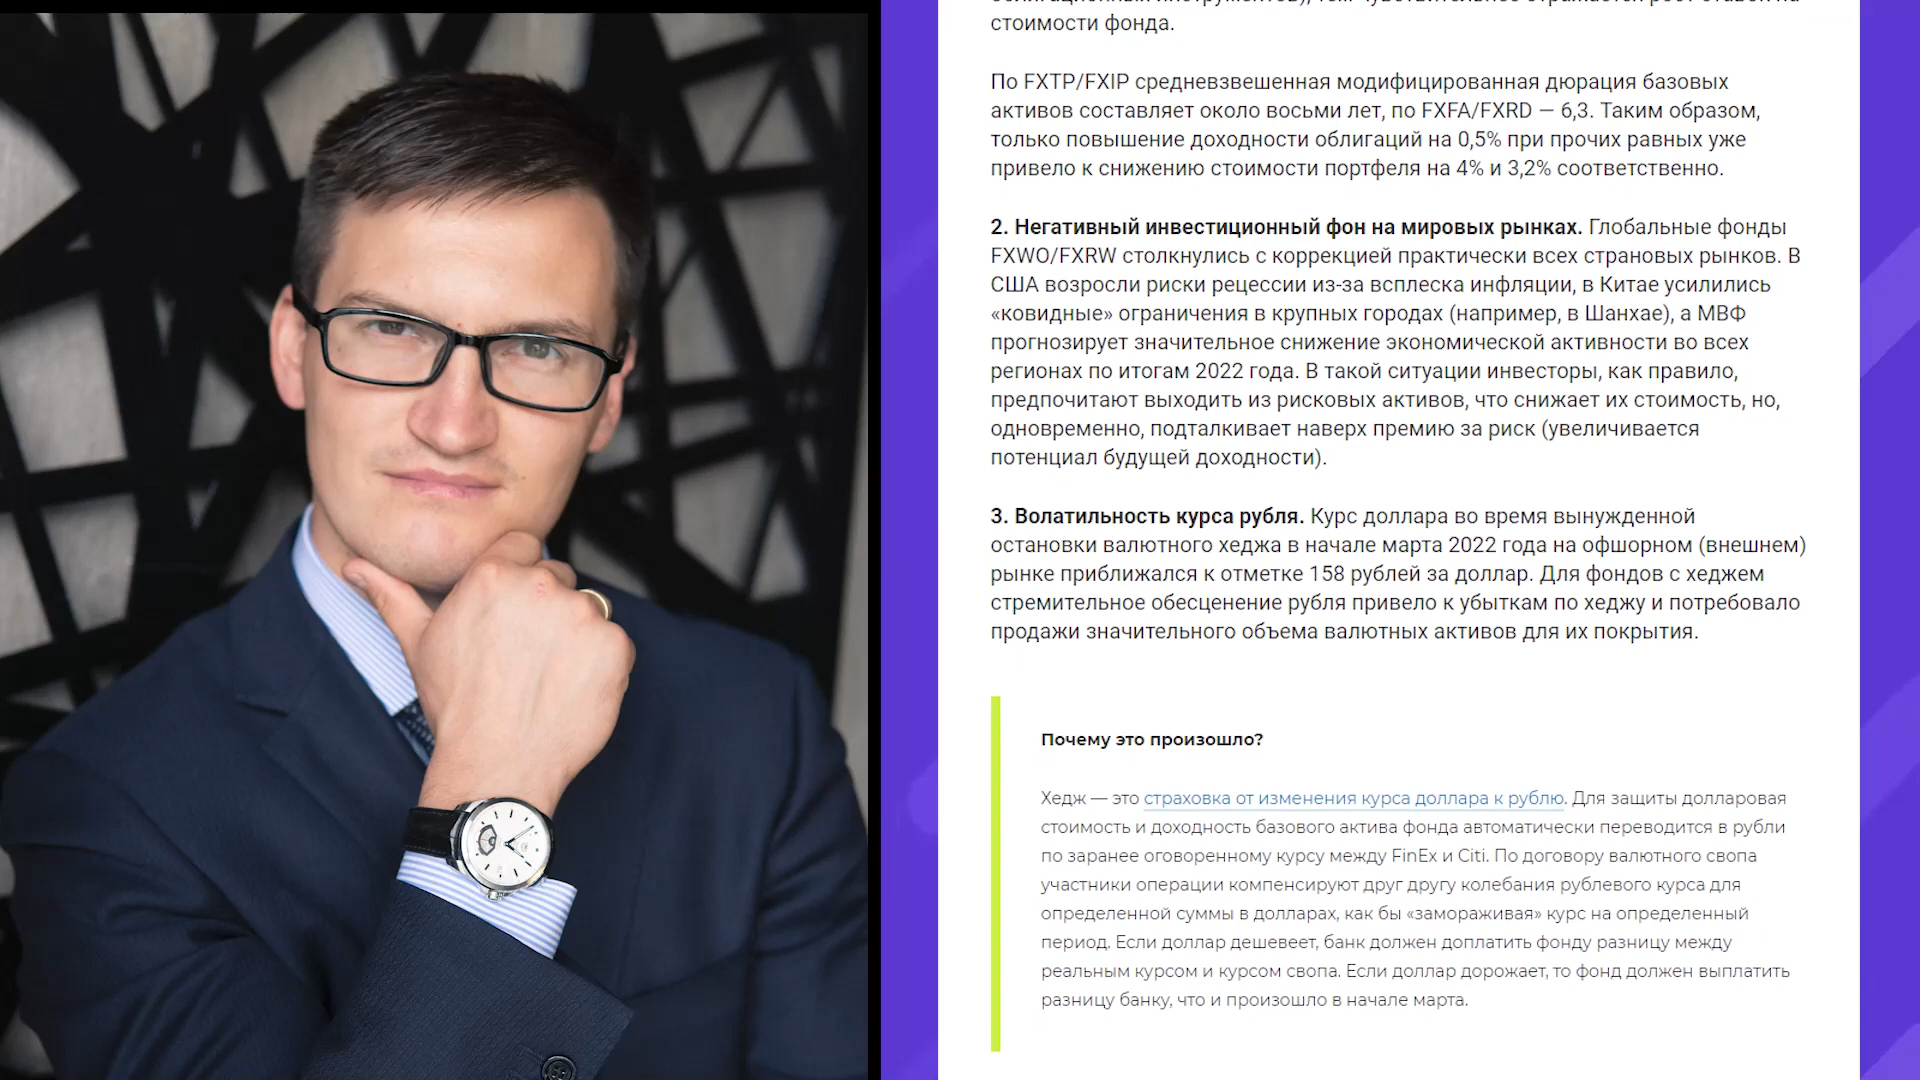 стоимости фонда.
По FXTP/FXIP средневзвешенная модифицированная дюрация базовых
активов составляет около восьми лет, по FXFA/FXRD — 6,3. Таким образом,
только повышение доходности облигаций на 0,5% при прочих равных уже
привело к снижению стоимости портфеля на 4% и 3,2% соответственно.
2. Негативный инвестиционный фон на мировых рынках. Глобальные фонды
FXWO/FXRW столкнулись с коррекцией практически всех страновых рынков. В
США возросли риски рецессии из-за всплеска инфляции, в Китае усилились
«ковидные» ограничения в крупных городах (например, в Шанхае), а МВФ
прогнозирует значительное снижение экономической активности во всех
регионах по итогам 2022 года. В такой ситуации инвесторы, как правило,
предпочитают выходить из рисковых активов, что снижает их стоимость, но,
одновременно, подталкивает наверх премию за риск (увеличивается
потенциал будущей доходности).
3. Волатильность курса рубля. Курс доллара во время вынужденной
остановки валютного хеджа в начале марта 2022 года на офшорном (внешнем)
рынке приближался к отметке 158 рублей за доллар. Для фондов с хеджем
стремительное обесценение рубля привело к убыткам по хеджу и потребовало
продажи значительного объема валютных активов для их покрытия.
Почему это произошло?
Хедж — это страховка от изменения курса доллара к рублю. Для защиты долларовая
стоимость и доходность базового актива фонда автоматически переводится в рубли
по заранее оговоренному курсу между FinEx и Citi. По договору валютного свопа
участники операции компенсируют друг другу колебания рублевого курса для
определенной суммы в долларах, как бы «замораживая» курс на определенный
период. Если доллар дешевеет, банк должен доплатить фонду разницу между
реальным курсом и курсом свопа. Если доллар дорожает, то фонд должен выплатить
разницу банку, что и произошло в начале марта.